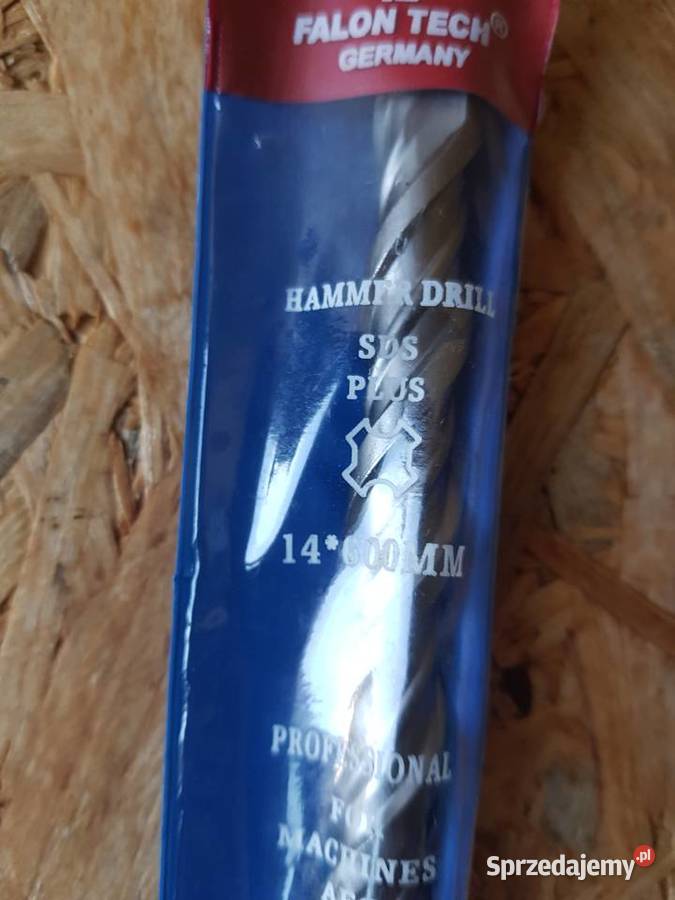 FALON TECH®
GERMANY
HAMMER DRILL
SDS
PLUS
14*600MM
PROFESSIONAL
FOR
MACHINES
Sprzedajemy.pl